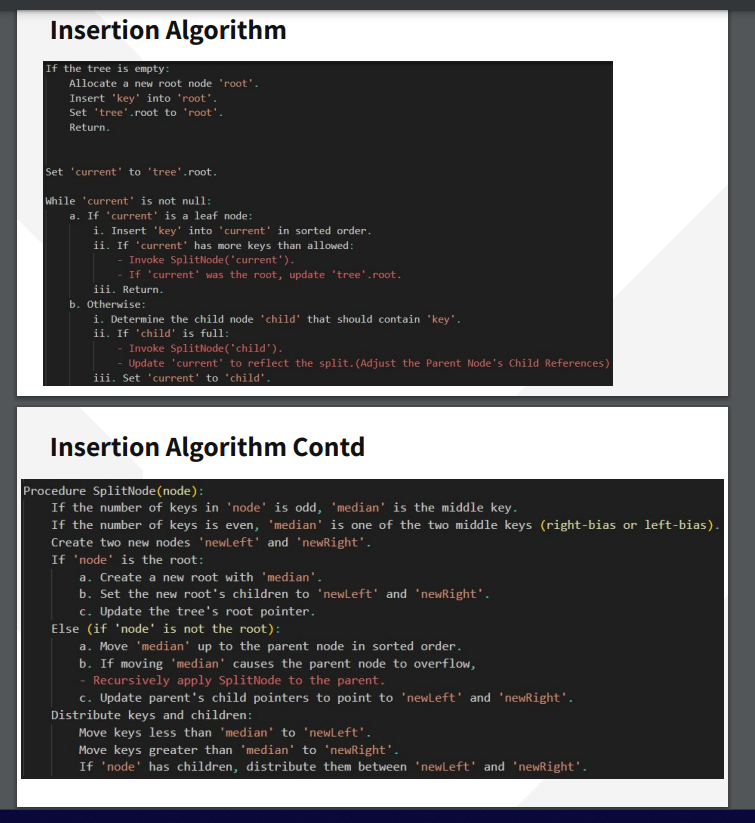 Insertion Algorithm
If the tree is empty:
Allocate a new root node 'root'.
Insert 'key' into 'root'.
Set 'tree'.root to 'root'.
Return.
Set 'current' to 'tree'.root.
While 'current' is not null:
a. If 'current' is a leaf node:
i. Insert 'key' into 'current' in sorted order.
ii. If 'current' has more keys than allowed:
- Invoke SplitNode('current').
- If 'current' was the root, update 'tree'.root.
iii. Return.
b. Otherwise:
i. Determine the child node 'child' that should contain 'key'.
ii. If 'child' is full:
- Invoke SplitNode('child').
- Update 'current' to reflect the split.(Adjust the Parent Node's Child References)
iii. Set 'current' to 'child'.
Insertion Algorithm Contd
Procedure SplitNode(node):
If the number of keys in 'node' is odd, 'median' is the middle key.
If the number of keys is even, 'median' is one of the two middle keys (right-bias or left-bias).
Create two new nodes 'newLeft' and 'newRight'.
If 'node' is the root:
a. Create a new root with 'median'.
b. Set the new root's children to 'newLeft' and 'newRight'.
c. Update the tree's root pointer.
Else (if 'node' is not the root):
a. Move 'median' up to the parent node in sorted order.
b. If moving 'median' causes the parent node to overflow,
- Recursively apply SplitNode to the parent.
c. Update parent's child pointers to point to 'newLeft' and 'newRight'.
Distribute keys and children:
Move keys less than 'median' to 'newLeft'.
Move keys greater than 'median' to 'newRight'.
If 'node' has children, distribute them between 'newLeft' and 'newRight'.